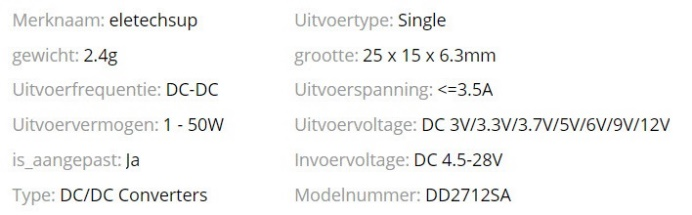 Merknaam: eletechsup Uitvoertype: Single
gewicht: 2.4g grootte: 25 x 15 x 6.3mm
Uitvoerfrequentie: DC-DC Uitvoerspanning: <=3.5A
Uitvoervermogen: 1 - 50W Uitvoervoltage: DC 3V/3.3V/3.7V/5V/6V/9V/12V
is_aangepast: Ja Invoervoltage: DC 4.5-28V
Type: DC/DC Converters Modelnummer: DD2712SA